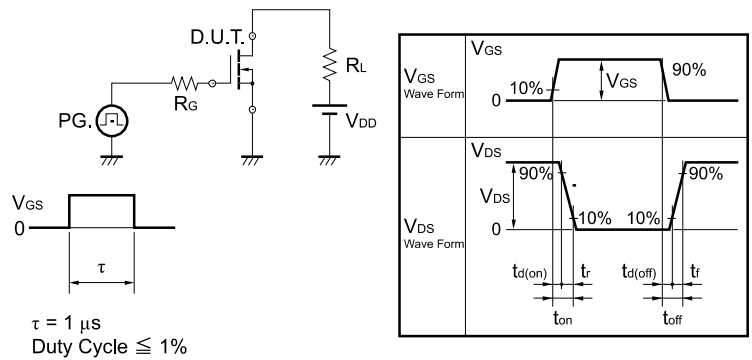 D.U.T.
RL
RG
PG.
VDD
VGS
0
τ
τ = 1 μs
Duty Cycle ≦ 1%
VGS
Wave Form
VGS
10%
0
VGS
90%
VDS
Wave Form
VDS
90%
VDS
0
10%
10%
90%
td(on)
tr
td(off)
tf
ton
toff